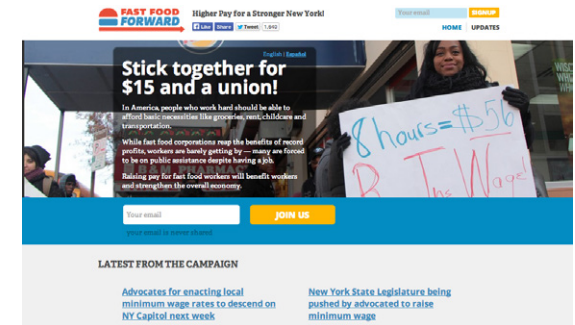 FAST FOOD
FORWARD
Higher Pay for a Stronger New York!
Like Share Tweet 1,042
Your email SIGNUP
HOME UPDATES
English | Español
Stick together for
$15 and a union!
In America, people who work hard should be able to
afford basic necessities like groceries, rent, childcare and
transportation.
While fast food corporations reap the benefits of record
profits, workers are barely getting by — many are forced
to be on public assistance despite having a job.
Raising pay for fast food workers will benefit workers
and strengthen the overall economy.
8 hours = $56
B Ths Wage!
Your email
JOIN US
your email is never shared
LATEST FROM THE CAMPAIGN
Advocates for enacting local
minimum wage rates to descend on
NY Capitol next week
New York State Legislature being
pushed by advocated to raise
minimum wage